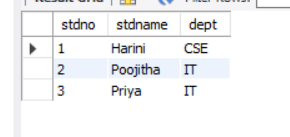 stdno stdname dept
1 Harini CSE
2 Poojitha IT
3 Priya IT